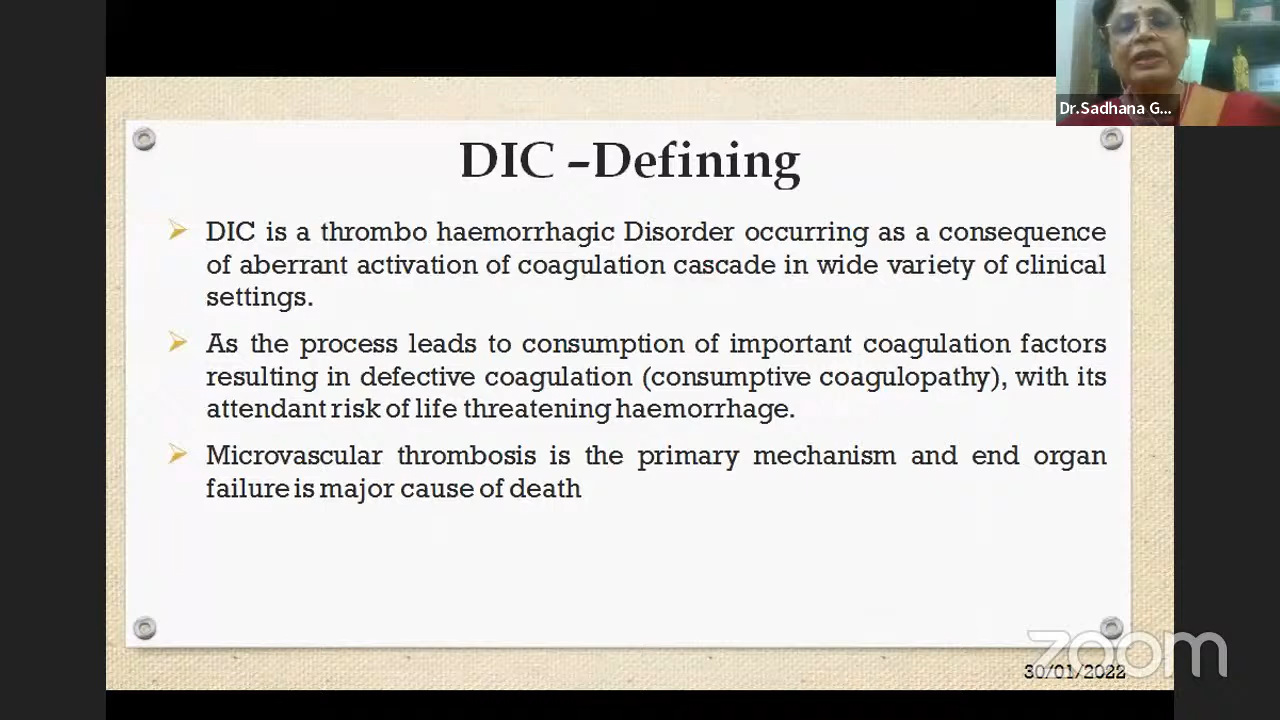 Dr.Sadhana G...
DIC –Defining
DIC is a thrombo haemorrhagic Disorder occurring as a consequence
of aberrant activation of coagulation cascade in wide variety of clinical
settings.
As the process leads to consumption of important coagulation factors
resulting in defective coagulation (consumptive coagulopathy), with its
attendant risk of life threatening haemorrhage.
Microvascular thrombosis is the primary mechanism and end organ
failure is major cause of death
zoom
30/01/2022